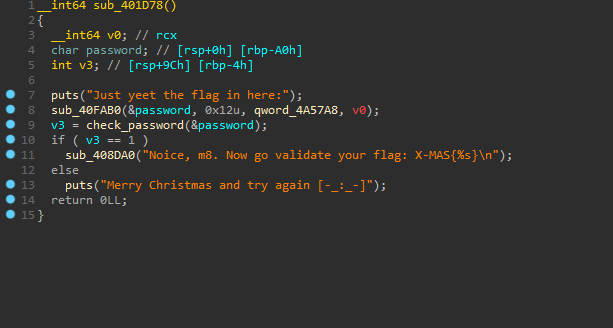 1 __int64 sub_401D78()
2 {
3 __int64 v0; // rcx
4 char password; // [rsp+0h] [rbp-A0h]
5 int v3; // [rsp+9Ch] [rbp-4h]
6
7 puts("Just yeet the flag in here:");
8 sub_40FAB0(&password, 0x12u, qword_4A57A8, v0);
9 v3 = check_password(&password);
10 if ( v3 == 1 )
11 sub_408DA0("Noice, m8. Now go validate your flag: X-MAS{%s}\n");
12 else
13 puts("Merry Christmas and try again [-_:_-]");
14 return 0LL;
15 }